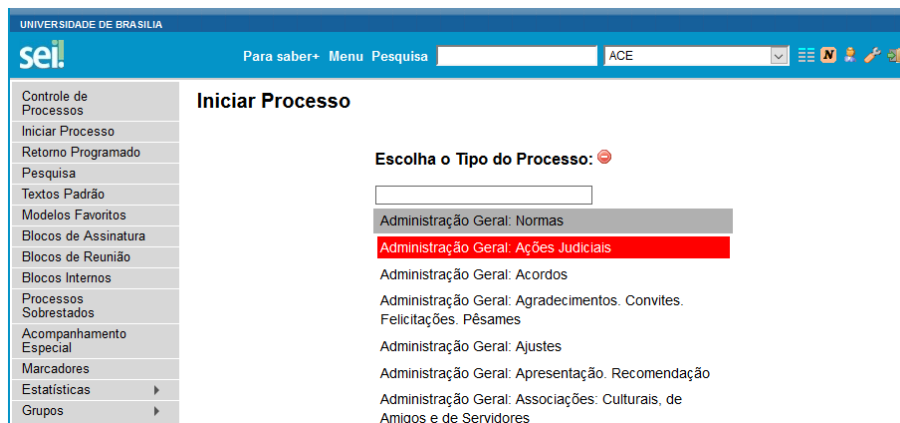 UNIVERSIDADE DE BRASILIA
sei!
Para saber+ Menu Pesquisa
ACE
N
Controle de
Processos
Iniciar Processo
Retorno Programado
Pesquisa
Textos Padrão
Modelos Favoritos
Blocos de Assinatura
Blocos de Reunião
Blocos Internos
Processos
Sobrestados
Acompanhamento
Especial
Marcadores
Estatísticas
Grupos
Iniciar Processo
Escolha o Tipo do Processo:
Administração Geral: Normas
Administração Geral: Ações Judiciais
Administração Geral: Acordos
Administração Geral: Agradecimentos. Convites.
Felicitações. Pêsames
Administração Geral: Ajustes
Administração Geral: Apresentação. Recomendação
Administração Geral: Associações: Culturais, de
Amigos e de Servidores